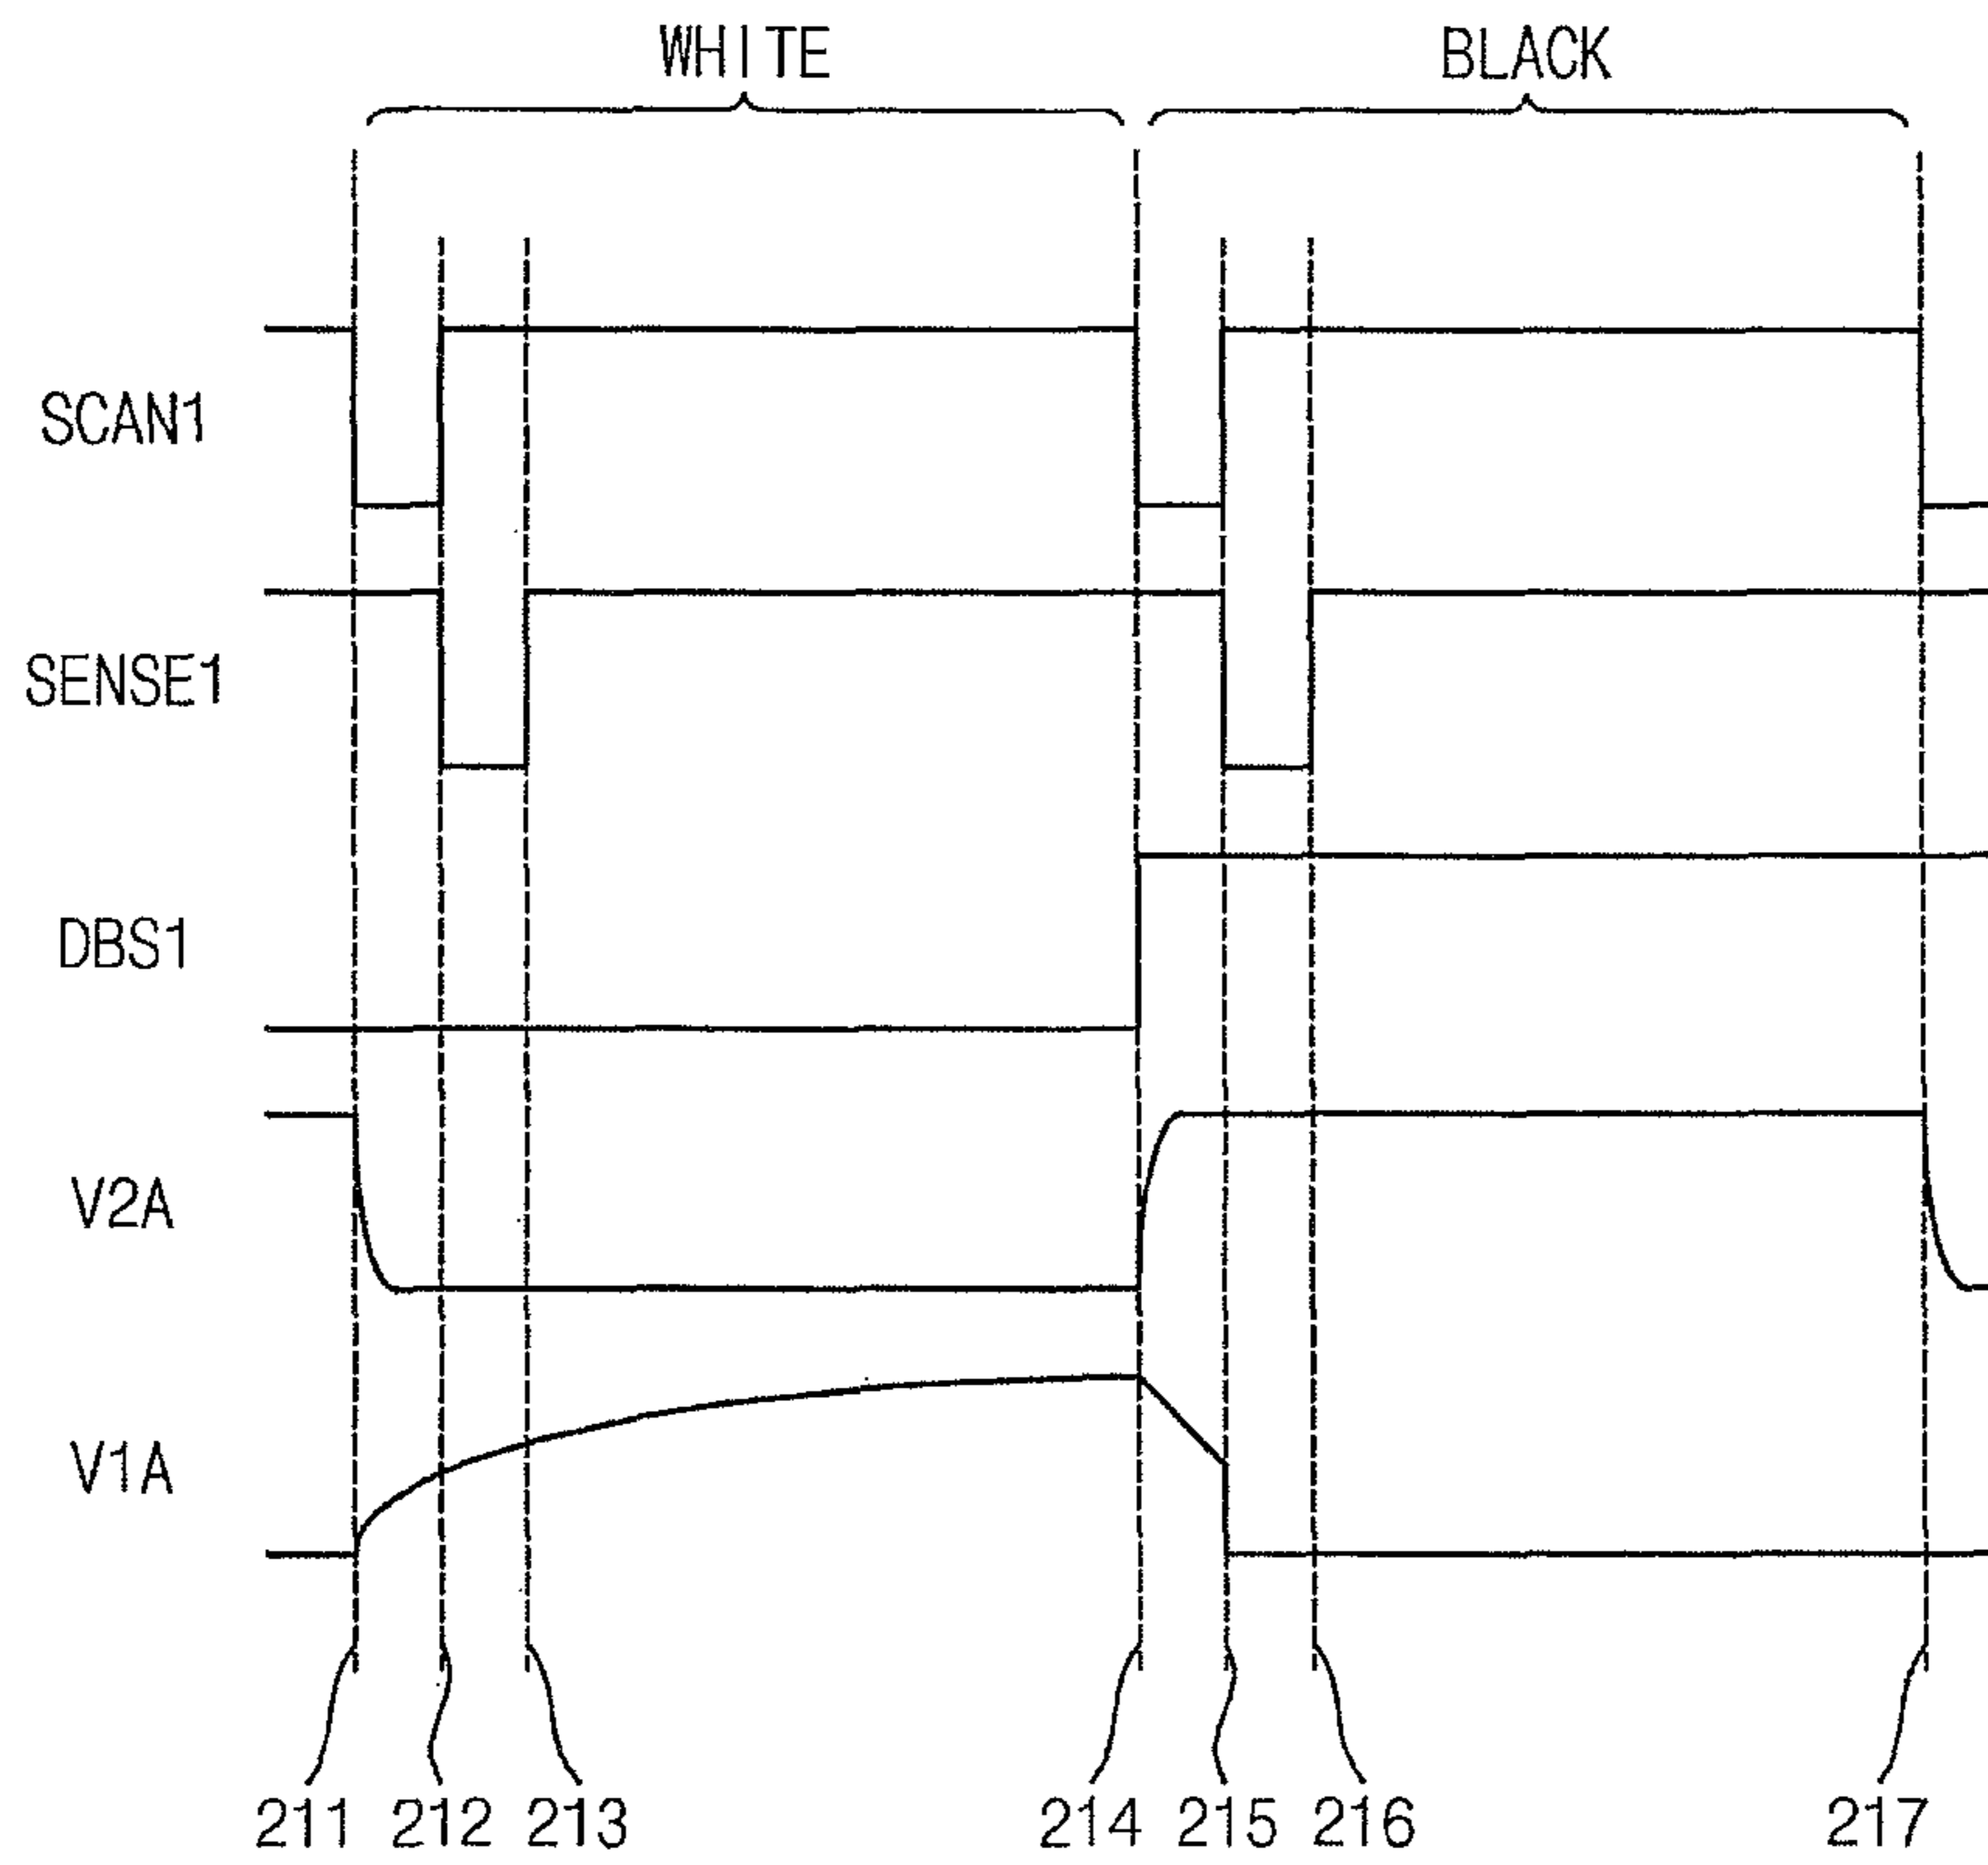 WHITE BLACK
SCAN1
SENSE1
DBS1
V2A
V1A
211 212 213 214 215 216 217